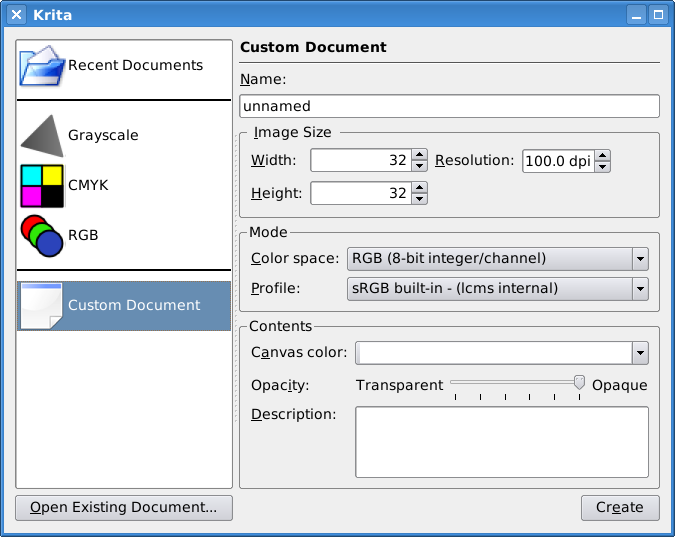 Krita
Recent Documents
Grayscale
CMYK
RGB
Custom Document
Open Existing Document...
Custom Document
Name:
unnamed
Image Size
Width: 32 Resolution: 100.0 dpi
Height: 32
Mode
Color space: RGB (8-bit integer/channel)
Profile: sRGB built-in - (lcms internal)
Contents
Canvas color:
Opacity: Transparent Opaque
Description:
Create